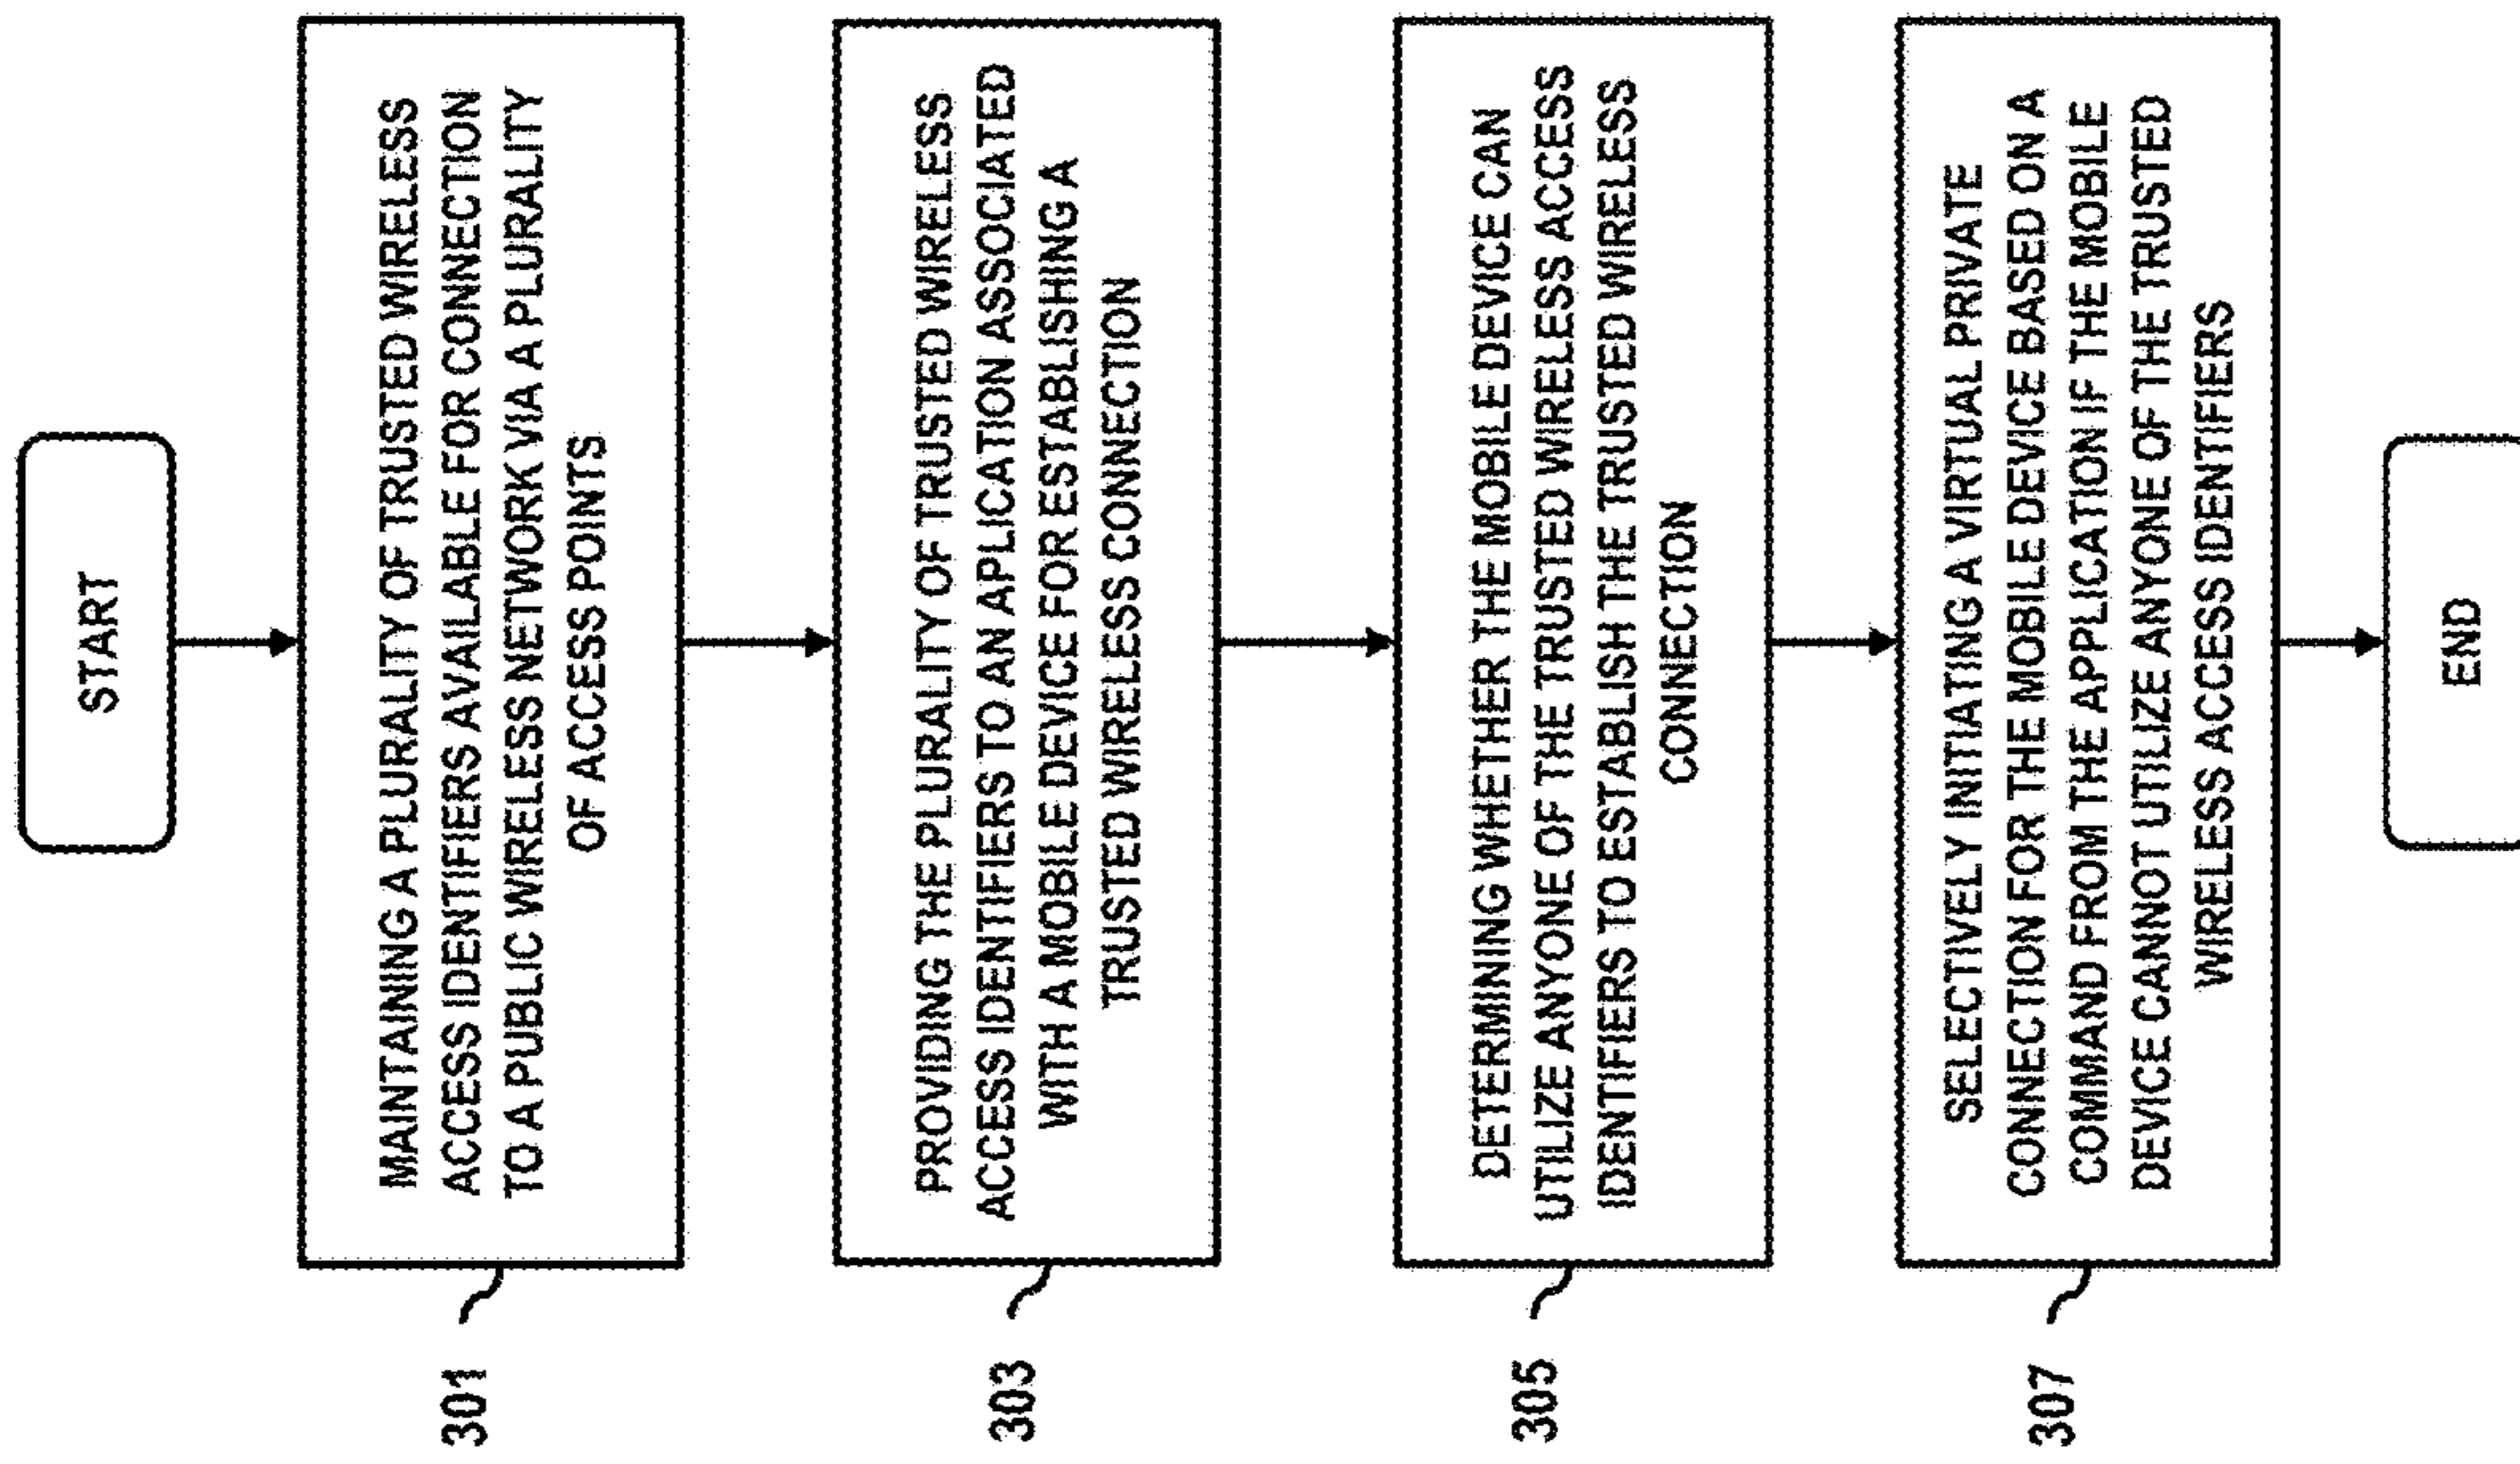 START
301
MAINTAINING A PLURALITY OF TRUSTED WIRELESS
ACCESS IDENTIFIERS AVAILABLE FOR CONNECTION
TO A PUBLIC WIRELESS NETWORK VIA A PLURALITY
OF ACCESS POINTS
303
PROVIDING THE PLURALITY OF TRUSTED WIRELESS
ACCESS IDENTIFIERS TO AN APLICATION ASSOCIATED
WITH A MOBILE DEVICE FOR ESTABLISHING A
TRUSTED WIRELESS CONNECTION
305
DETERMINING WHETHER THE MOBILE DEVICE CAN
UTILIZE ANYONE OF THE TRUSTED WIRELESS ACCESS
IDENTIFIERS TO ESTABLISH THE TRUSTED WIRELESS
CONNECTION
307
SELECTIVELY INITIATING A VIRTUAL PRIVATE
CONNECTION FOR THE MOBILE DEVICE BASED ON A
COMMAND FROM THE APPLICATION IF THE MOBILE
DEVICE CANNOT UTILIZE ANYONE OF THE TRUSTED
WIRELESS ACCESS IDENTIFIERS
END